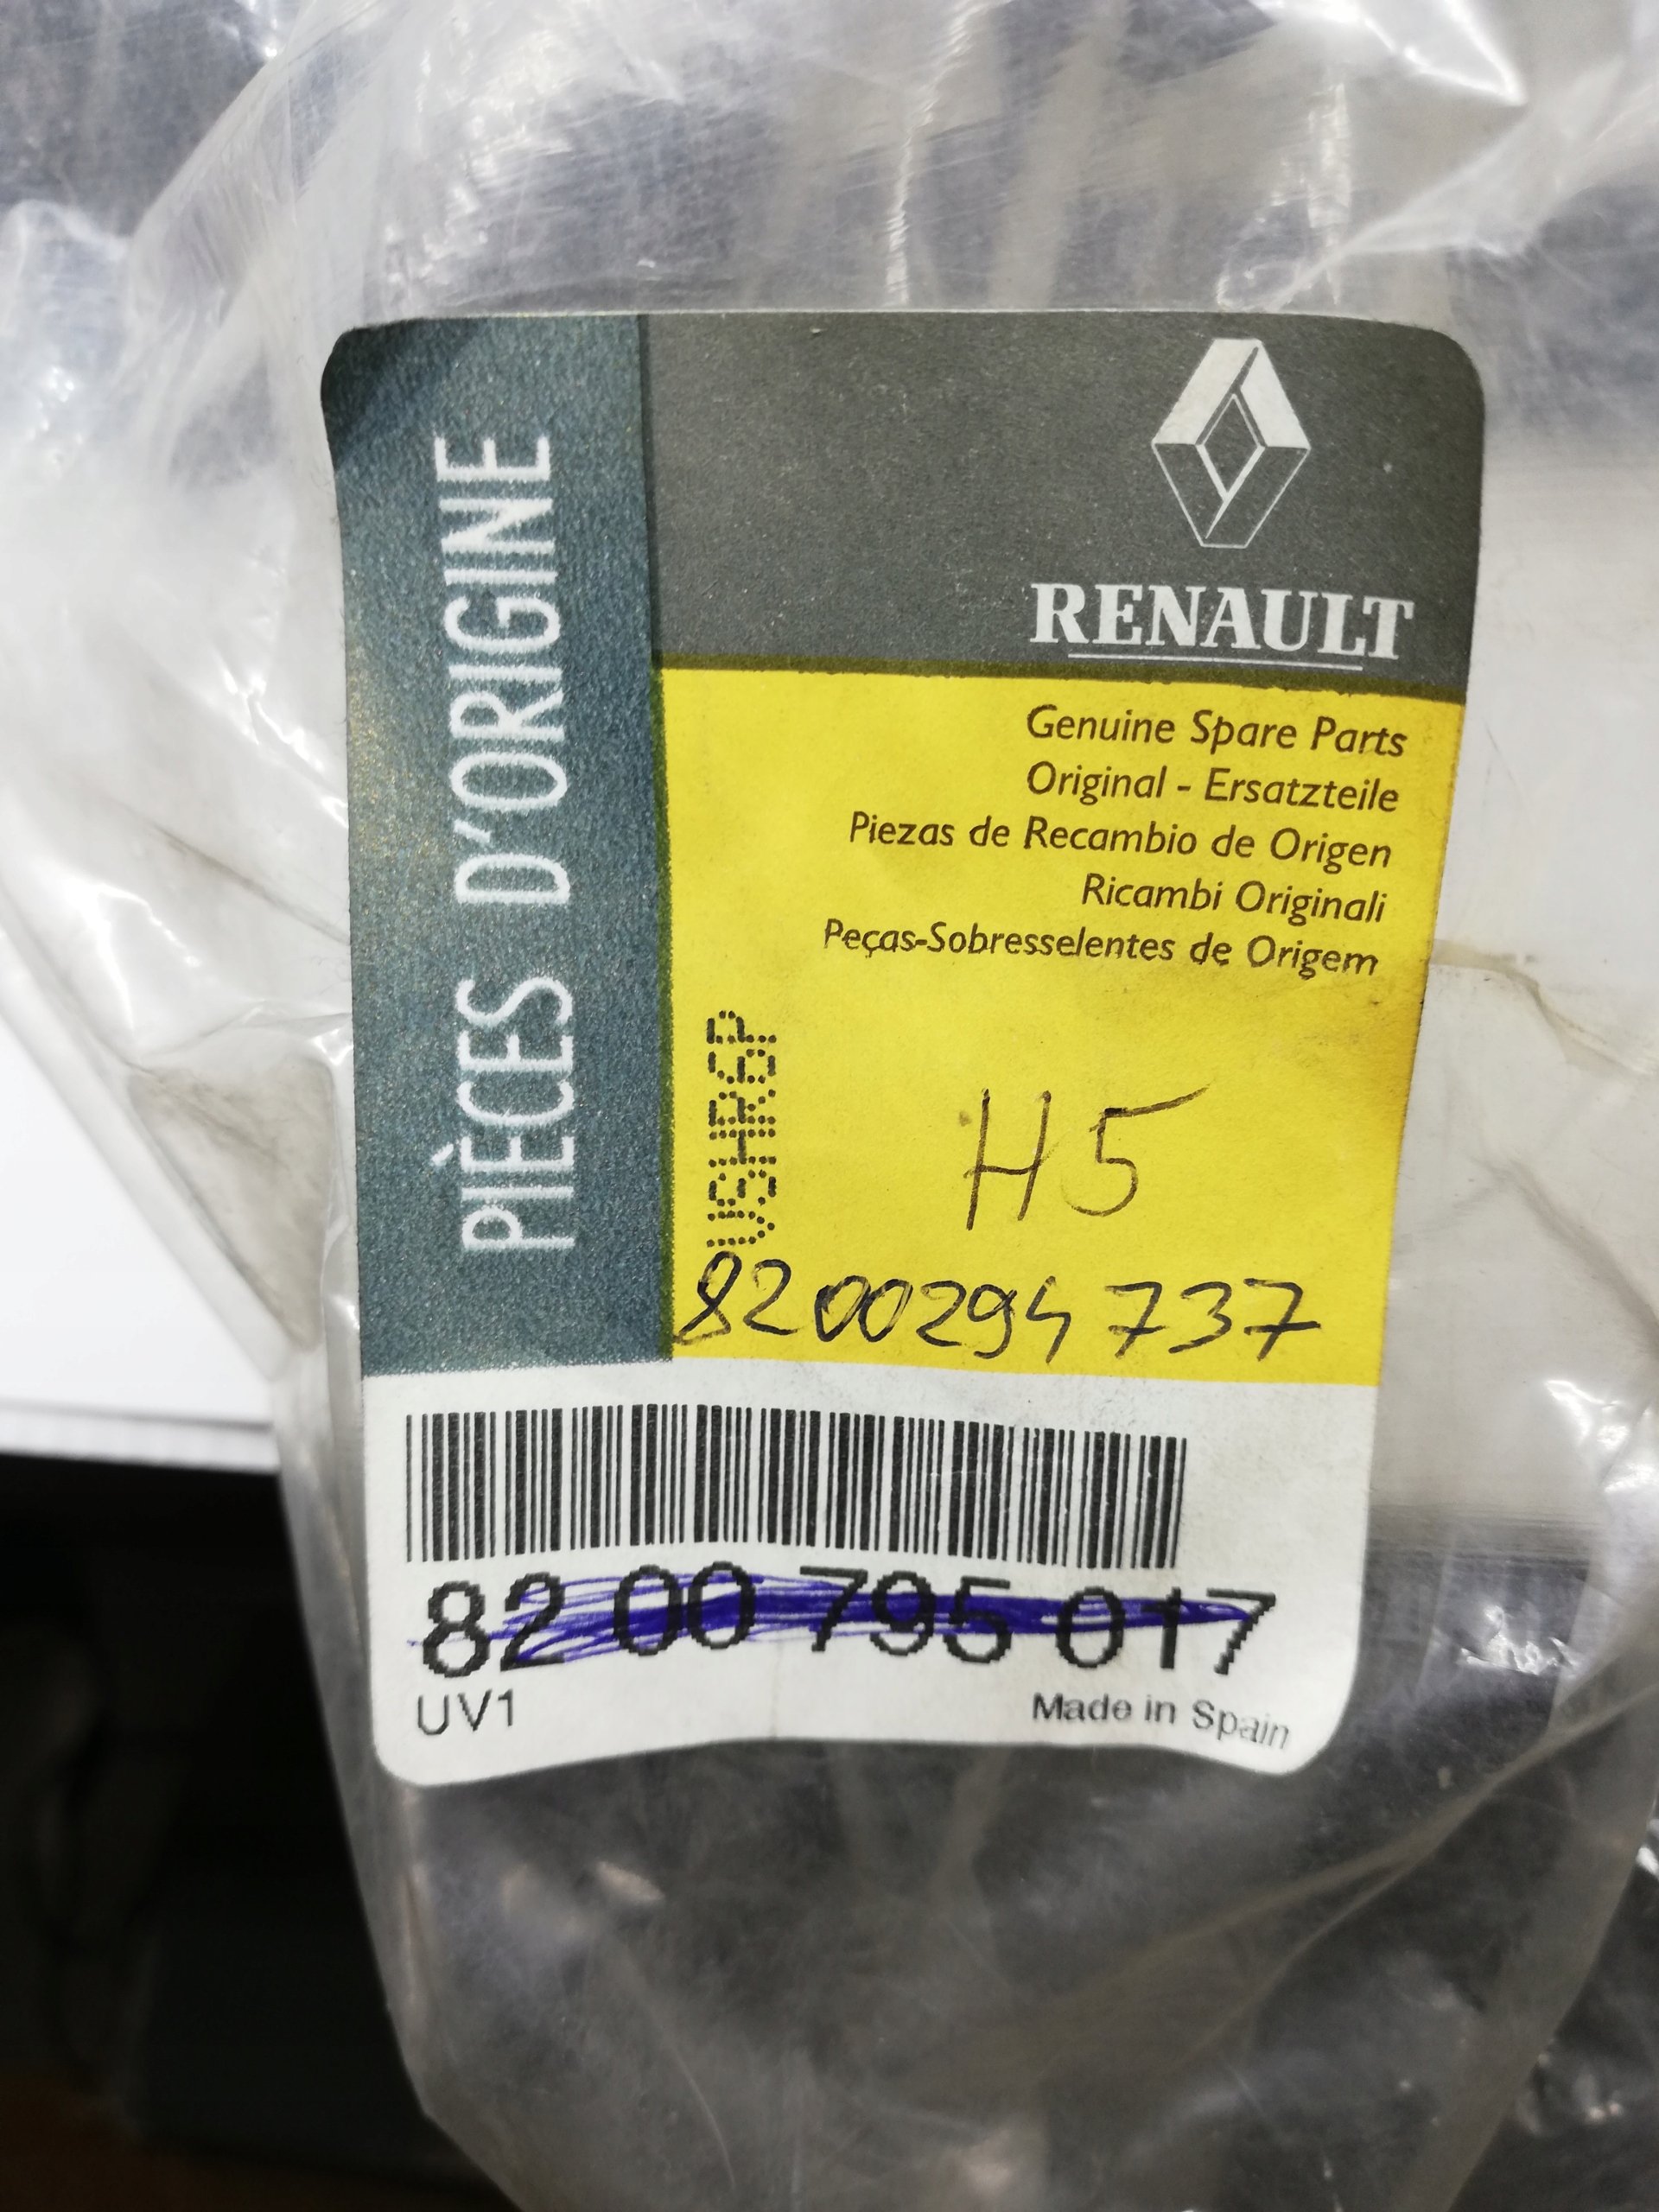 PIÈCES D'ORIGINE
RENAULT
Genuine Spare Parts
Original - Ersatzteile
Piezas de Recambio de Origen
Ricambi Originali
Peças-Sobresselentes de Origem
VSHR6P
H5
8200294737
82 00 795 017
UV1
Made in Spain